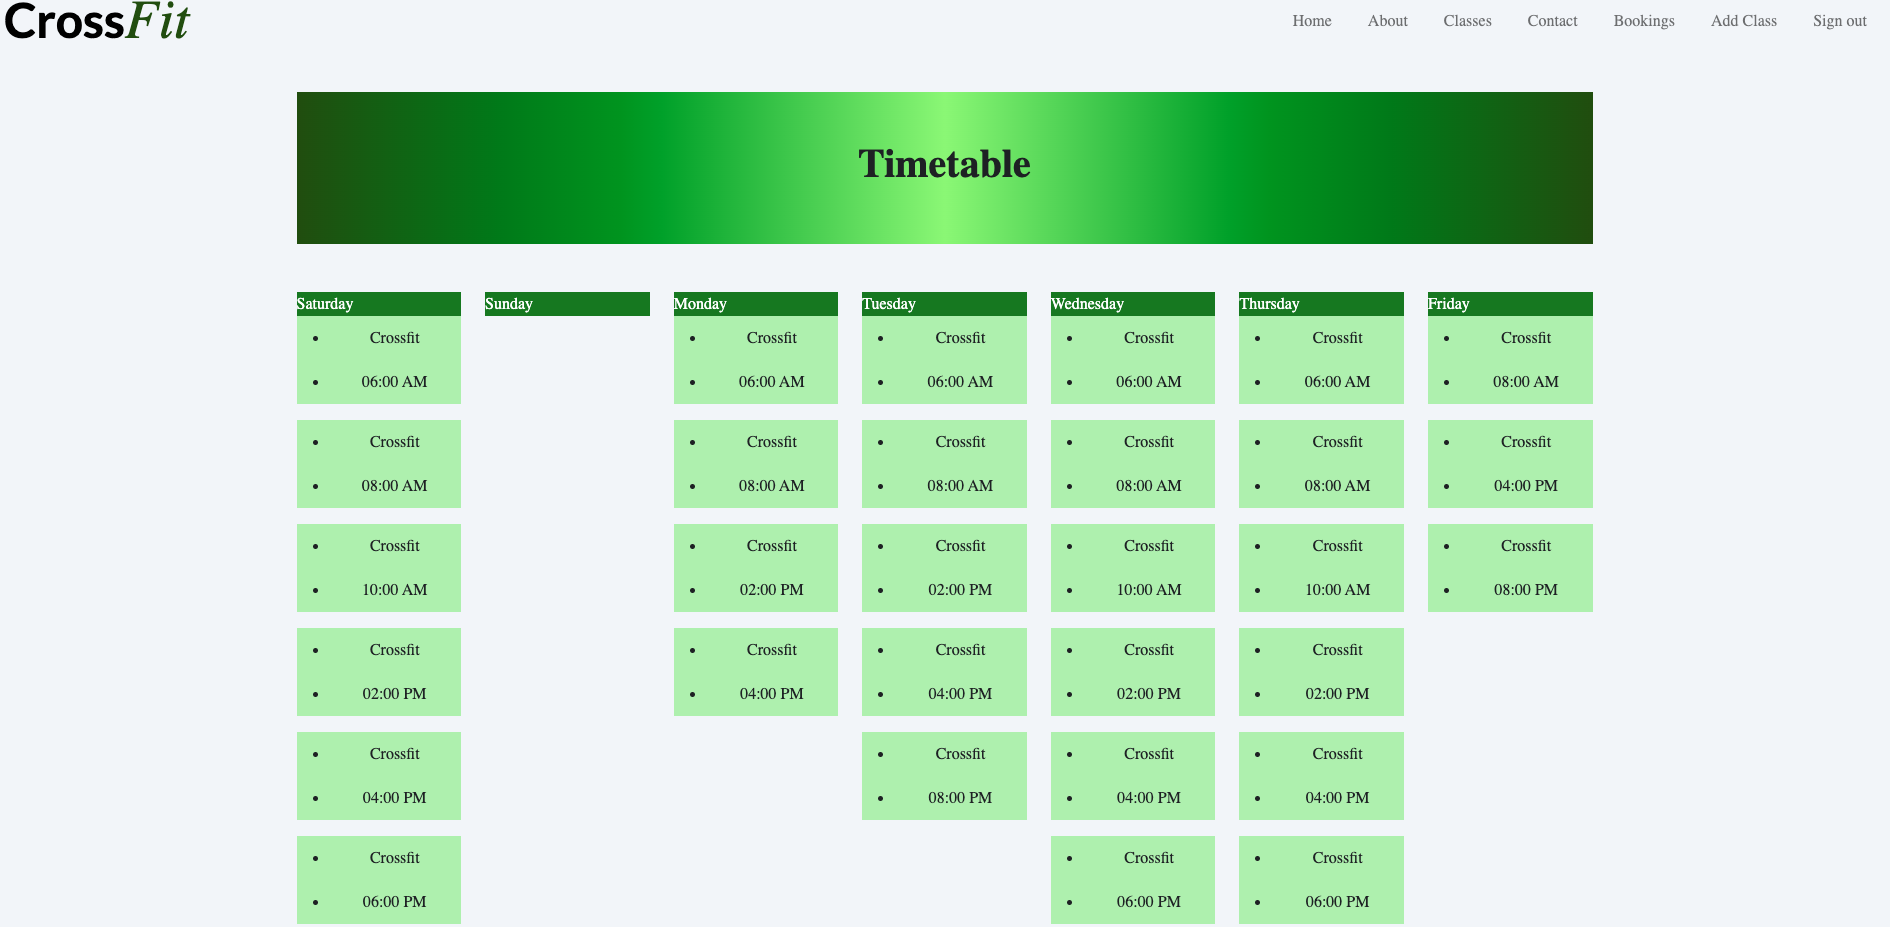 CrossFit
Home About Classes Contact Bookings Add Class Sign out
Timetable
Saturday Sunday Monday Tuesday Wednesday Thursday Friday
• Crossfit • Crossfit • Crossfit • Crossfit • Crossfit • Crossfit
• 06:00 AM • 06:00 AM • 06:00 AM • 06:00 AM • 06:00 AM • 08:00 AM
• Crossfit • Crossfit • Crossfit • Crossfit • Crossfit • Crossfit
• 08:00 AM • 08:00 AM • 08:00 AM • 08:00 AM • 08:00 AM • 04:00 PM
• Crossfit • Crossfit • Crossfit • Crossfit • Crossfit • Crossfit
• 10:00 AM • 02:00 PM • 02:00 PM • 10:00 AM • 10:00 AM • 08:00 PM
• Crossfit • Crossfit • Crossfit • Crossfit • Crossfit
• 02:00 PM • 04:00 PM • 04:00 PM • 02:00 PM • 02:00 PM
• Crossfit • Crossfit • Crossfit • Crossfit
• 04:00 PM • 08:00 PM • 04:00 PM • 04:00 PM
• Crossfit • Crossfit • Crossfit
• 06:00 PM • 06:00 PM • 06:00 PM